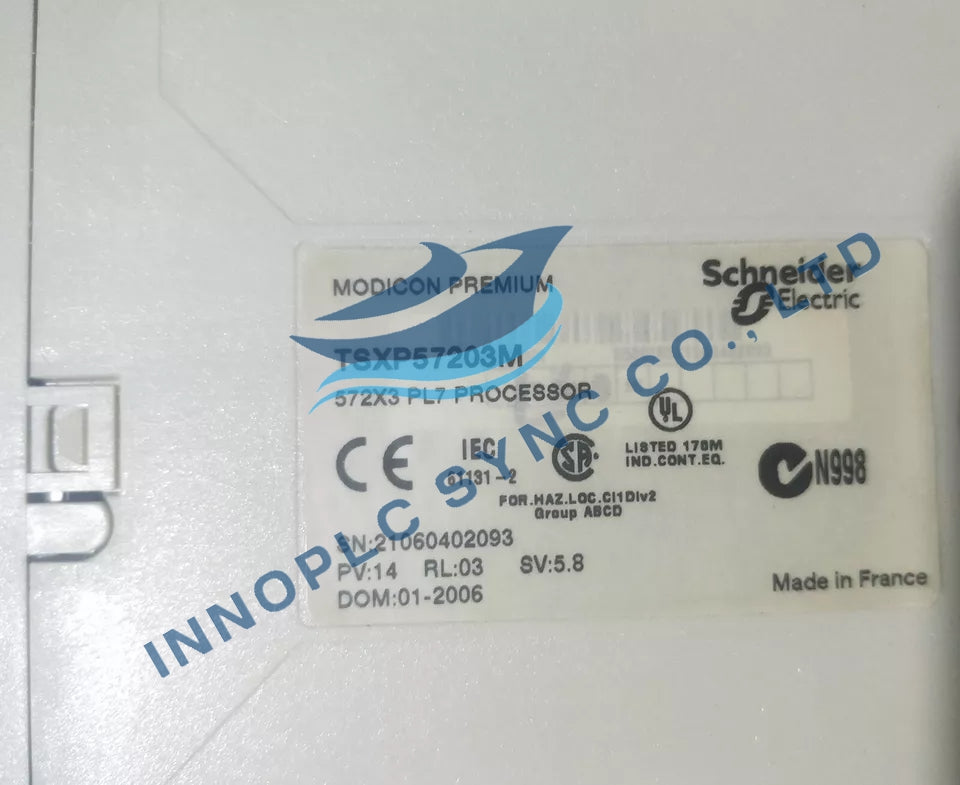 MODICON PREMIUM
Schneider
Electric
TSXP57203M
572X3 PL7 PROCESSOR
CE
IEC
61131-2
SA
UL
LISTED 178M
IND.CONT.EQ.
FOR.HAZ.LOC.Cl1Div2
Group ABCD
N998
SN:21060402093
PV:14 RL:03 SV:5.8
DOM:01-2006
Made in France
INNOPLC SYNC CO., LTD